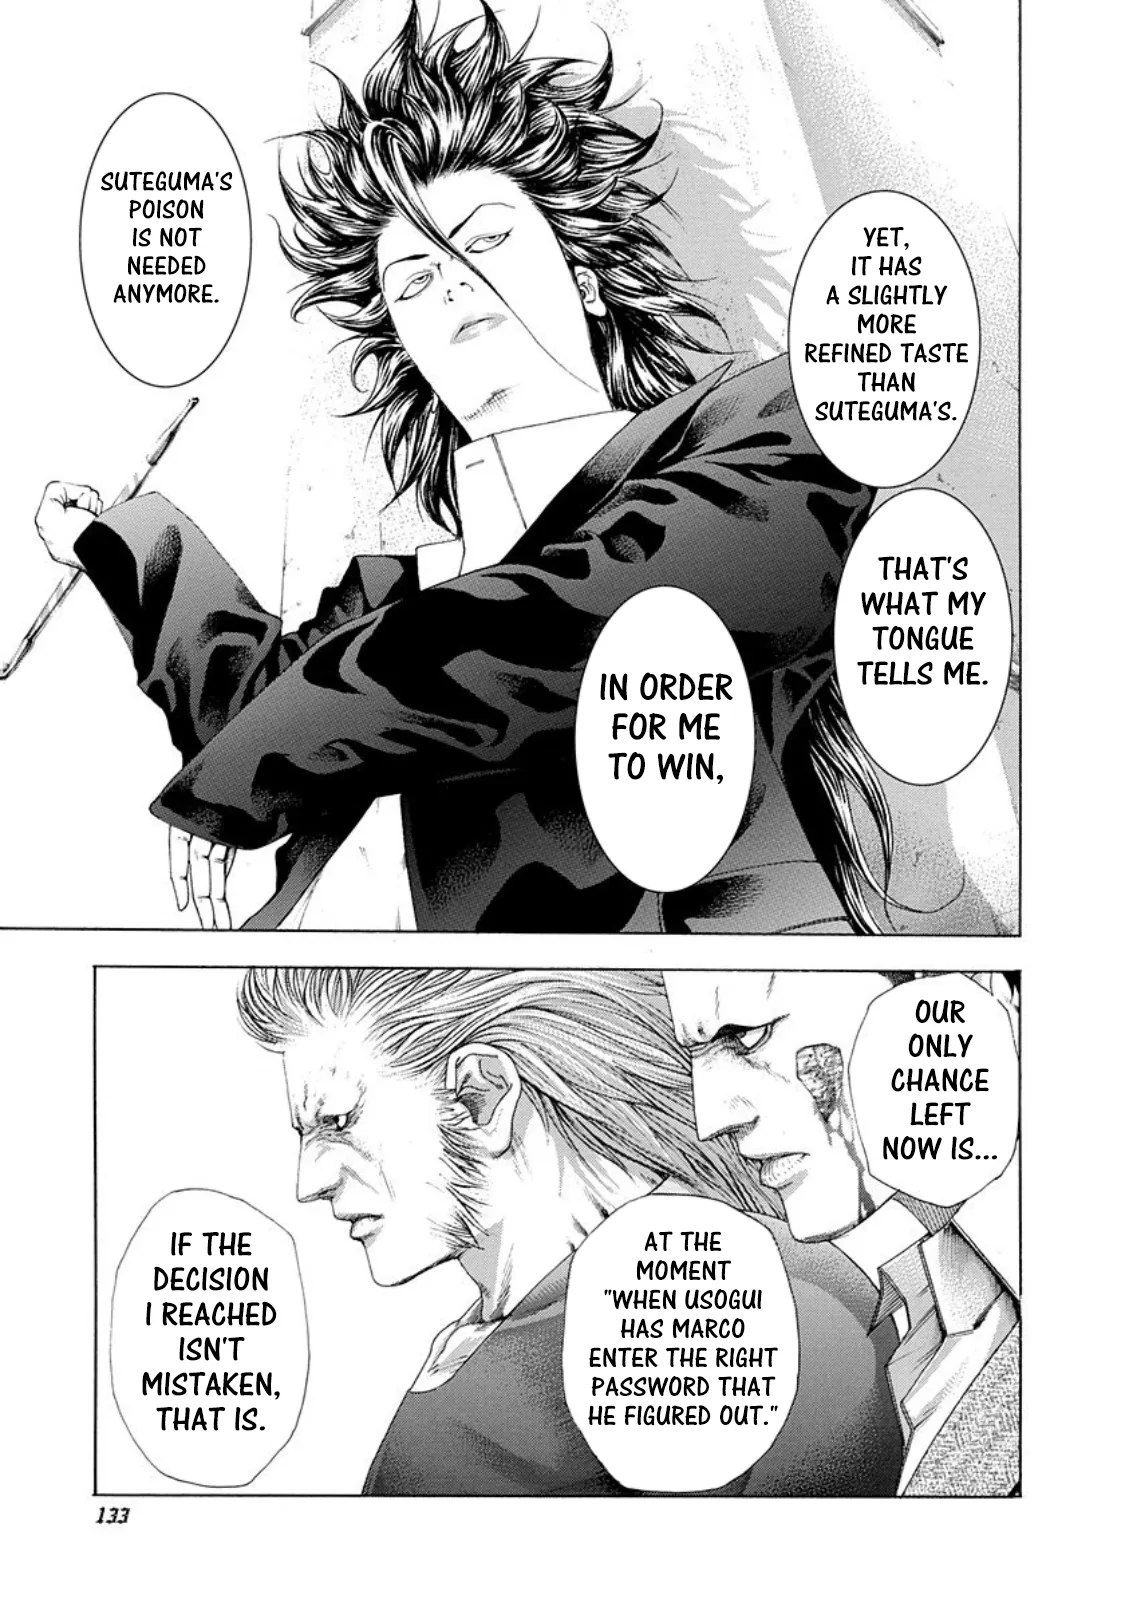 YET,
IT HAS
A SLIGHTLY
MORE
REFINED TASTE
THAN
SUTEGUMA'S.
THAT'S
WHAT MY
TONGUE
TELLS ME.
IN ORDER
FOR ME
TO WIN,
SUTEGUMA'S
POISON
IS NOT
NEEDED
ANYMORE.
OUR
ONLY
CHANCE
LEFT
NOW IS...
AT THE
MOMENT
"WHEN USOGUI
HAS MARCO
ENTER THE RIGHT
PASSWORD THAT
HE FIGURED OUT."
IF THE
DECISION
I REACHED
ISN'T
MISTAKEN,
THAT IS.
133